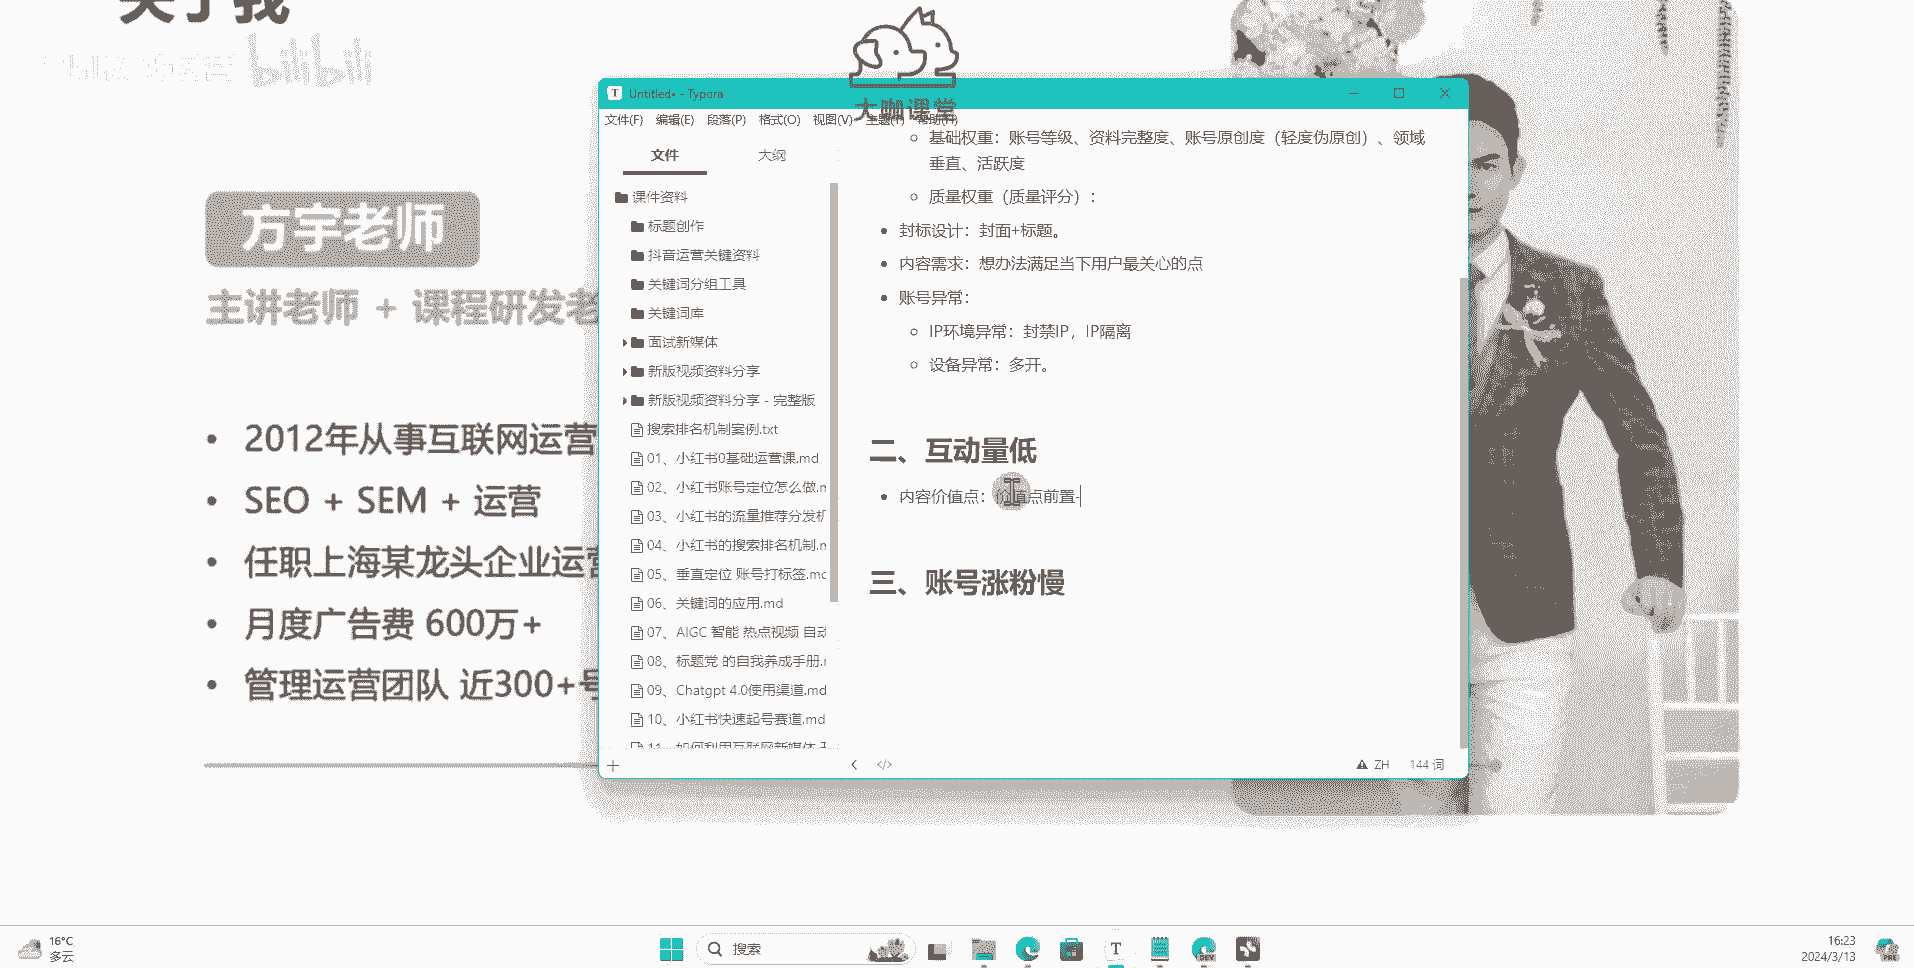 关于我
bilibili
大咖课堂
方宇老师
主讲老师 + 课程研发老
• 2012年从事互联网运营
• SEO + SEM + 运营
• 任职上海某龙头企业运营
• 月度广告费 600万+
• 管理运营团队 近300+号
Untitled• - Typora
文件(F) 编辑(E) 段落(P) 格式(O) 视图(V) 主题(T) 帮助(H)
文件 大纲
课件资料
标题创作
抖音运营关键资料
关键词分组工具
关键词库
面试新媒体
新版视频资料分享
新版视频资料分享 - 完整版
搜索排名机制案例.txt
01、小红书0基础运营课.md
02、小红书账号定位怎么做.m
03、小红书的流量推荐分发机
04、小红书的搜索排名机制.m
05、垂直定位 账号打标签.mc
06、关键词的应用.md
07、AIGC 智能 热点视频 自动
08、标题党 的自我养成手册.m
09、Chatgpt 4.0使用渠道.md
10、小红书快速起号赛道.md
11、如何利用互联网新媒体
基础权重：账号等级、资料完整度、账号原创度（轻度伪原创）、领域
垂直、活跃度
质量权重（质量评分）：
• 封标设计：封面+标题。
• 内容需求：想办法满足当下用户最关心的点
• 账号异常：
IP环境异常：封禁IP，IP隔离
设备异常：多开。
二、互动量低
• 内容价值点：价值点前置-
三、账号涨粉慢
ZH 144 词
16°C
多云
搜索
DEV
16:23
2024/3/13
PRE